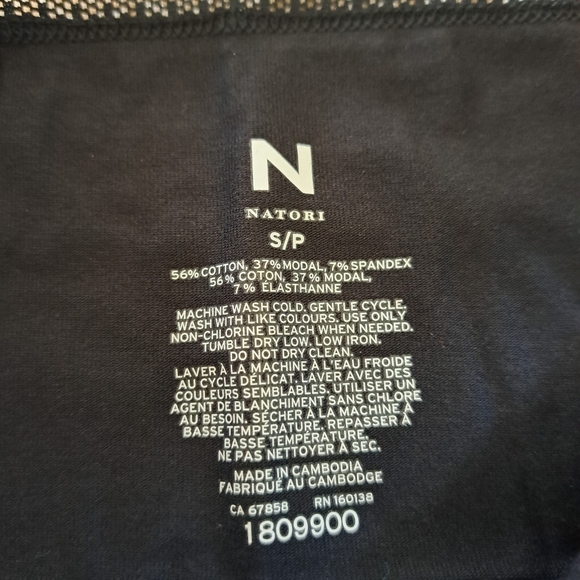 N
NATORI
S/P
56% COTTON, 37% MODAL, 7% SPANDEX
56% COTON, 37% MODAL,
7% ÉLASTHANNE
MACHINE WASH COLD. GENTLE CYCLE.
WASH WITH LIKE COLOURS. USE ONLY
NON-CHLORINE BLEACH WHEN NEEDED.
TUMBLE DRY LOW. LOW IRON.
DO NOT DRY CLEAN.
LAVER À LA MACHINE À L'EAU FROIDE
AU CYCLE DÉLICAT. LAVER AVEC DES
COULEURS SEMBLABLES. UTILISER UN
AGENT DE BLANCHIMENT SANS CHLORE
AU BESOIN. SÉCHER À LA MACHINE À
BASSE TEMPÉRATURE. REPASSER À
BASSE TEMPÉRATURE.
NE PAS NETTOYER À SEC.
MADE IN CAMBODIA
FABRIQUÉ AU CAMBODGE
CA 67858 RN 160138
1809900